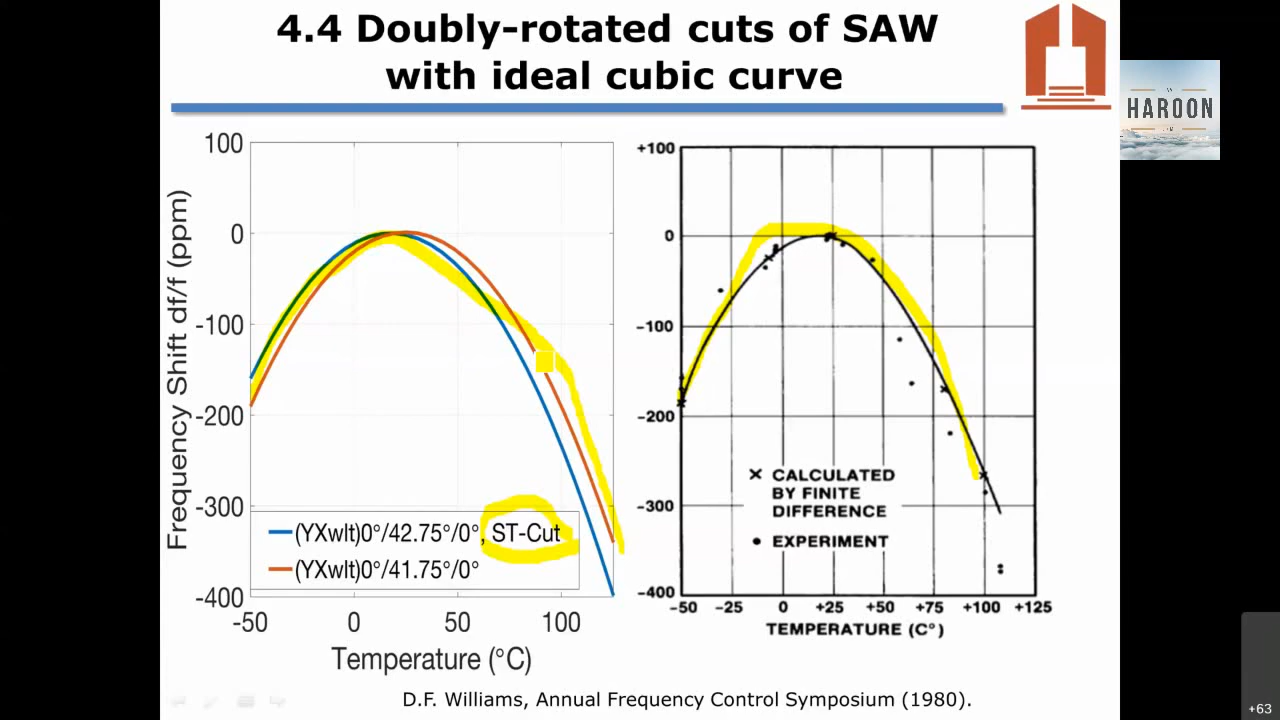 4.4 Doubly-rotated cuts of SAW
with ideal cubic curve
HAROON
Frequency Shift df/f (ppm)
100
0
-100
-200
-300
-400
-50
0
50
100
Temperature (°C)
(YXwlt)0°/42.75°/0°, ST-Cut
(YXwlt)0°/41.75°/0°
+100
0
-100
-200
-300
-400
-50
-25
0
+25
+50
+75
+100
+125
TEMPERATURE (C°)
× CALCULATED
BY FINITE
DIFFERENCE
• EXPERIMENT
D.F. Williams, Annual Frequency Control Symposium (1980).
+63